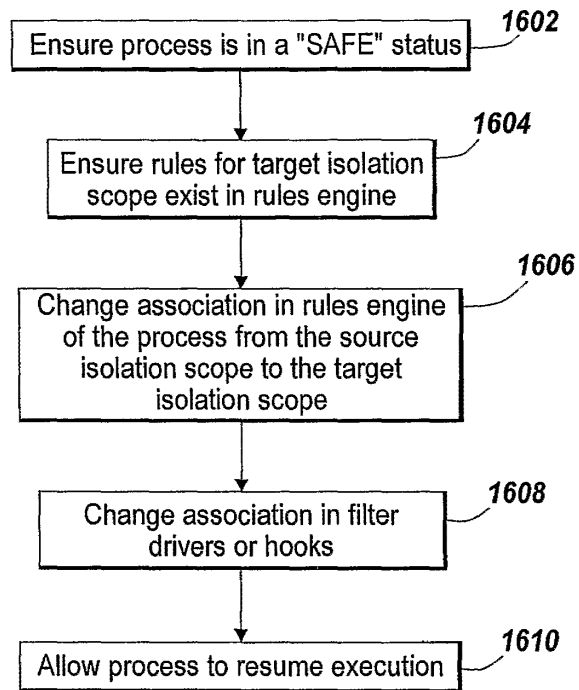 1602
Ensure process is in a "SAFE" status
1604
Ensure rules for target isolation
scope exist in rules engine
1606
Change association in rules engine
of the process from the source
isolation scope to the target
isolation scope
1608
Change association in filter
drivers or hooks
1610
Allow process to resume execution